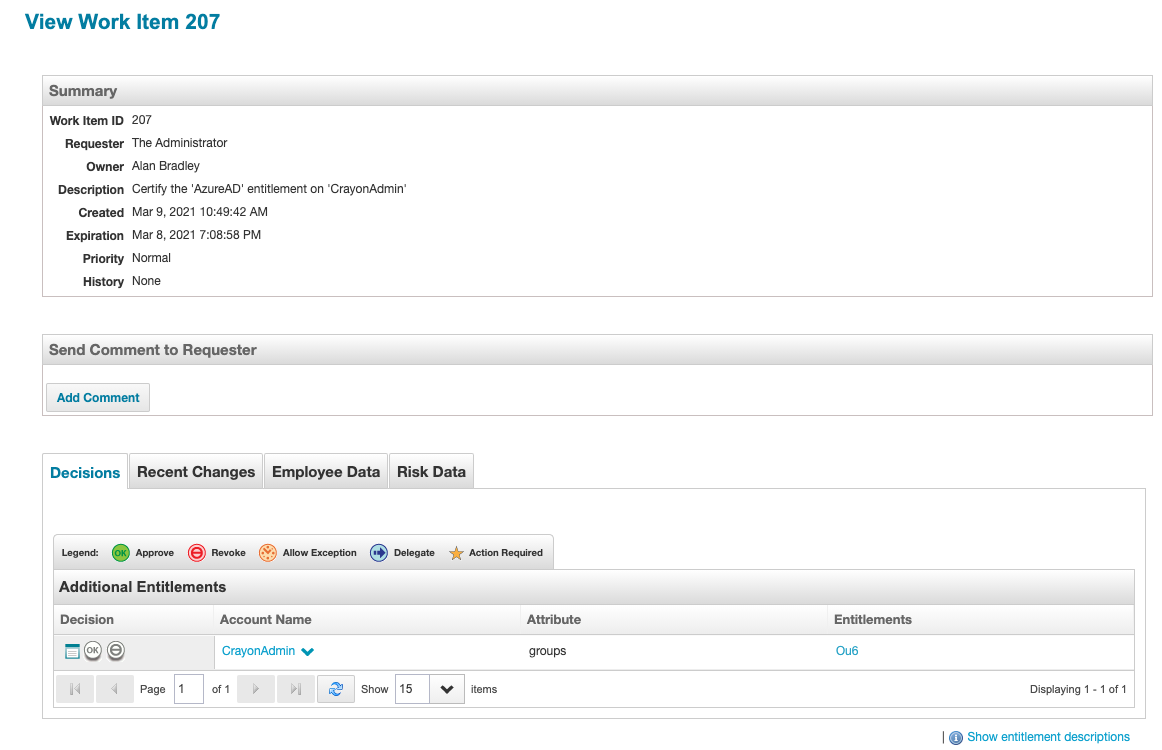 View Work Item 207
Summary
Work Item ID 207
Requester The Administrator
Owner Alan Bradley
Description Certify the 'AzureAD' entitlement on 'CrayonAdmin'
Created Mar 9, 2021 10:49:42 AM
Expiration Mar 8, 2021 7:08:58 PM
Priority Normal
History None
Send Comment to Requester
Add Comment
Decisions Recent Changes Employee Data Risk Data
Legend: OK Approve Revoke Allow Exception Delegate Action Required
Additional Entitlements
Decision Account Name Attribute Entitlements
OK CrayonAdmin groups Ou6
Page 1 of 1 Show 15 items Displaying 1 - 1 of 1
| Show entitlement descriptions